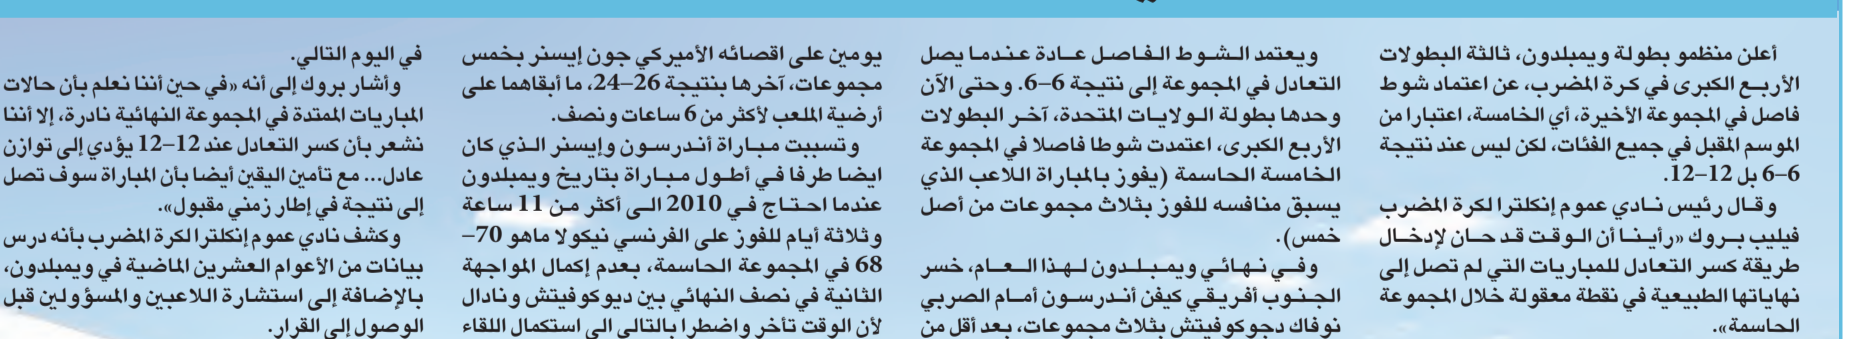 أعلن منظمو بطولة ويمبلدون، ثالثة البطولات
الأربع الكبرى في كرة المضرب، عن اعتماد شوط
فاصل في المجموعة الأخيرة، أي الخامسة، اعتبارا من
الموسم المقبل في جميع الفئات، لكن ليس عند نتيجة
6–6 بل 12–12.
وقال رئيس نادي عموم إنكلترا لكرة المضرب
فيليب بروك «رأينا أن الوقت قد حان لإدخال
طريقة كسر التعادل للمباريات التي لم تصل إلى
نهاياتها الطبيعية في نقطة معقولة خلال المجموعة
الحاسمة».
ويعتمد الشوط الفاصل عادة عندما يصل
التعادل في المجموعة إلى نتيجة 6–6. وحتى الآن
وحدها بطولة الولايات المتحدة، آخر البطولات
الأربع الكبرى، اعتمدت شوطا فاصلا في المجموعة
الخامسة الحاسمة (يفوز بالمباراة اللاعب الذي
يسبق منافسه للفوز بثلاث مجموعات من أصل
خمس).
وفي نهائي ويمبلدون لهذا العام، خسر
الجنوب أفريقي كيفن أندرسون أمام الصربي
نوفاك دجوكوفيتش بثلاث مجموعات، بعد أقل من
يومين على اقصائه الأميركي جون إيسنر بخمس
مجموعات، آخرها بنتيجة 26–24، ما أبقاهما على
أرضية الملعب لأكثر من 6 ساعات ونصف.
وتسببت مباراة أندرسون وإيسنر الذي كان
ايضا طرفا في أطول مباراة بتاريخ ويمبلدون
عندما احتاج في 2010 الى أكثر من 11 ساعة
وثلاثة أيام للفوز على الفرنسي نيكولا ماهو 70–
68 في المجموعة الحاسمة، بعدم إكمال المواجهة
الثانية في نصف النهائي بين ديوكوفيتش ونادال
لأن الوقت تأخر واضطرا بالتالي الى استكمال اللقاء
في اليوم التالي.
وأشار بروك إلى أنه «في حين أننا نعلم بأن حالات
المباريات الممتدة في المجموعة النهائية نادرة، إلا أننا
نشعر بأن كسر التعادل عند 12–12 يؤدي إلى توازن
عادل... مع تأمين اليقين أيضا بأن المباراة سوف تصل
إلى نتيجة في إطار زمني مقبول».
وكشف نادي عموم إنكلترا لكرة المضرب بأنه درس
بيانات من الأعوام العشرين الماضية في ويمبلدون،
بالإضافة إلى استشارة اللاعبين والمسؤولين قبل
الوصول إلى القرار.